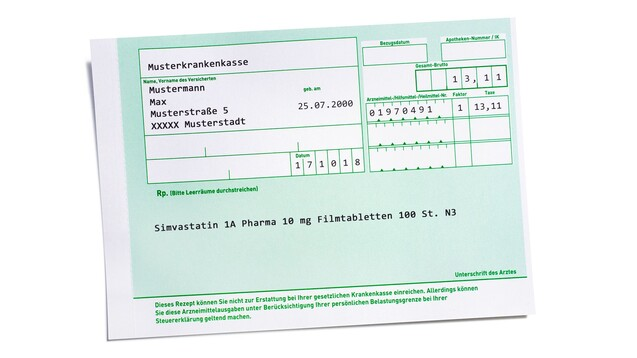 Bezugsdatum
Apotheken-Nummer / IK
Musterkrankenkasse
Gesamt-Brutto
13,11
Name, Vorname des Versicherten
Mustermann
geb. am
Max
25.07.2000
Musterstraße 5
XXXXX Musterstadt
Arzneimittel-/Hilfsmittel-/Heilmittel-Nr.
Faktor
Taxe
01970491
1
13,11
Datum
171018
Rp. (Bitte Leerräume durchstreichen)
Simvastatin 1A Pharma 10 mg Filmtabletten 100 St. N3
Unterschrift des Arztes
Dieses Rezept können Sie nicht zur Erstattung bei Ihrer gesetzlichen Krankenkasse einreichen. Allerdings können
Sie diese Arzneimittelausgaben unter Berücksichtigung Ihrer persönlichen Belastungsgrenze bei Ihrer
Steuererklärung geltend machen.